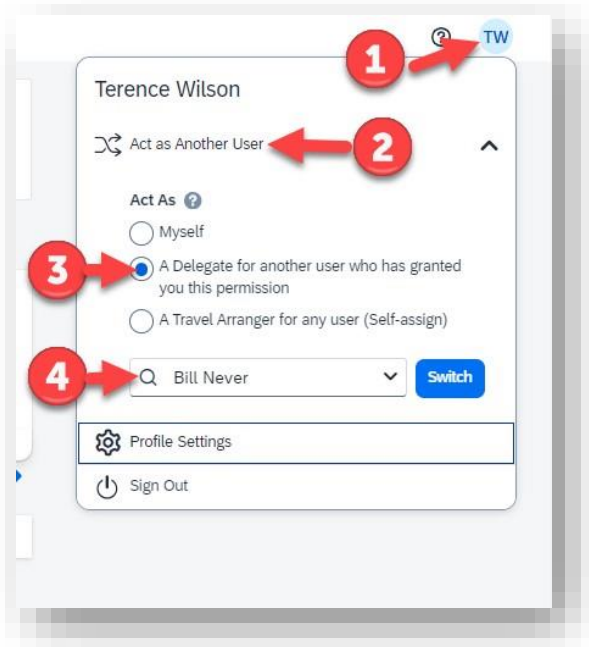 TW
1
Terence Wilson
Act as Another User
2
Act As ?
Myself
3
A Delegate for another user who has granted
you this permission
A Travel Arranger for any user (Self-assign)
4
Bill Never
Switch
Profile Settings
Sign Out